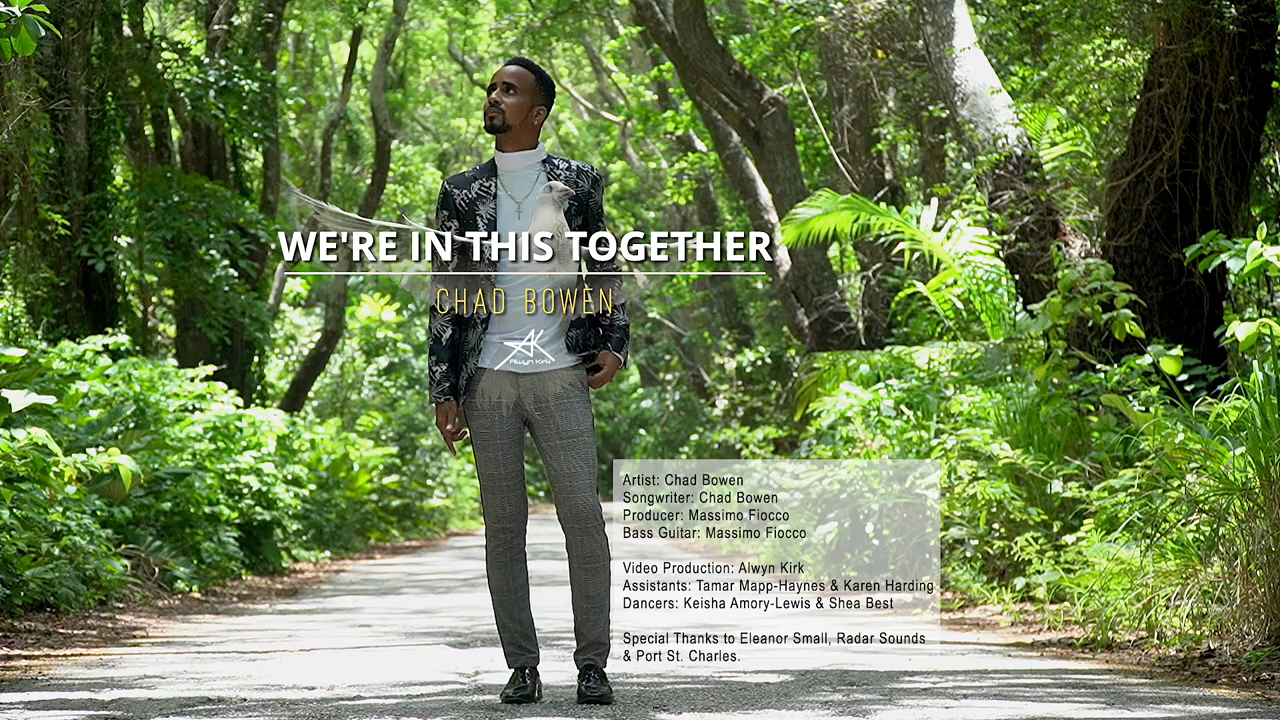 WE'RE IN THIS TOGETHER
CHAD BOWEN
AK
Alwyn Kirk
Artist: Chad Bowen
Songwriter: Chad Bowen
Producer: Massimo Fiocco
Bass Guitar: Massimo Fiocco
Video Production: Alwyn Kirk
Assistants: Tamar Mapp-Haynes & Karen Harding
Dancers: Keisha Amory-Lewis & Shea Best
Special Thanks to Eleanor Small, Radar Sounds
& Port St. Charles.